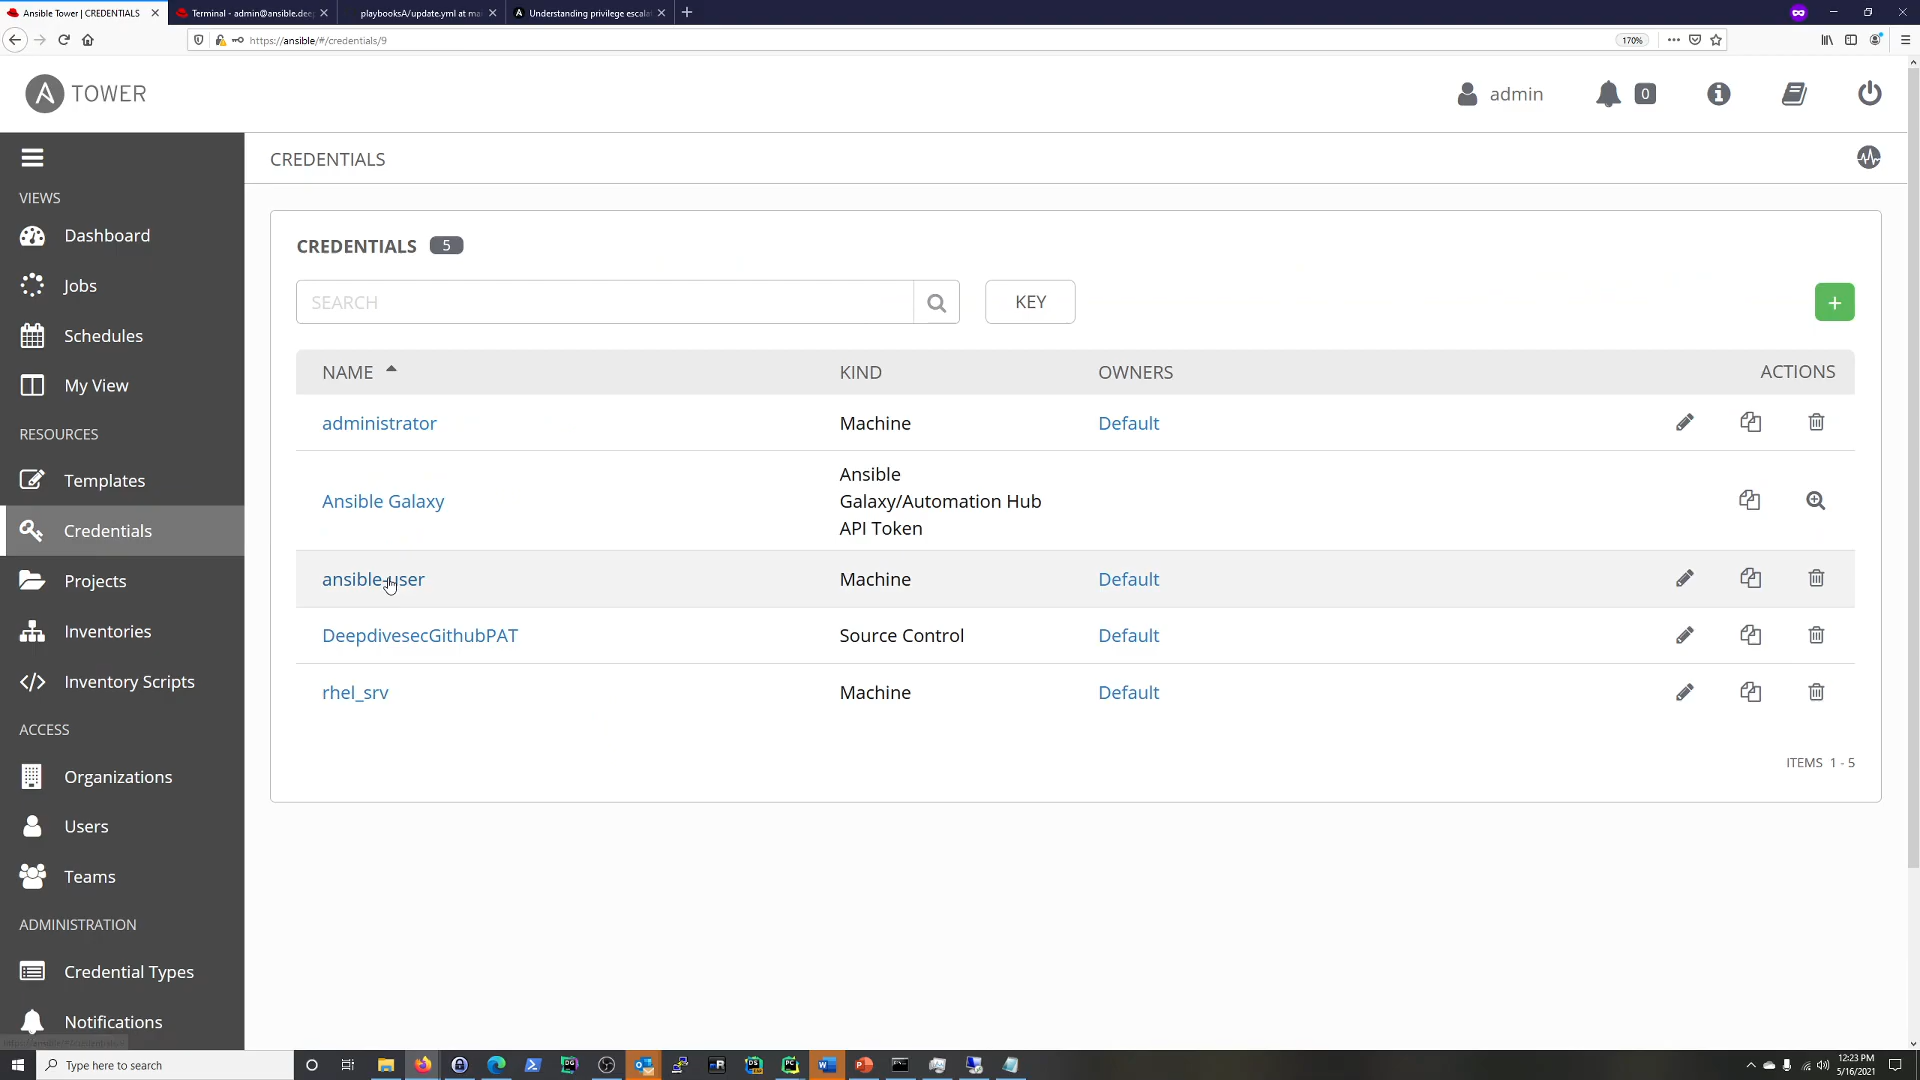 Ansible Tower | CREDENTIALS
Terminal - admin@ansible.dee
playbooksA/update.yml at ma
Understanding privilege escala
https://ansible/#/credentials/9
170%
TOWER
admin
0
CREDENTIALS
VIEWS
Dashboard
Jobs
Schedules
My View
RESOURCES
Templates
Credentials
Projects
Inventories
Inventory Scripts
ACCESS
Organizations
Users
Teams
ADMINISTRATION
Credential Types
Notifications
CREDENTIALS 5
SEARCH
KEY
+
NAME KIND OWNERS ACTIONS
administrator Machine Default
Ansible Galaxy Ansible
Galaxy/Automation Hub
API Token
ansible-user Machine Default
DeepdivesecGithubPAT Source Control Default
rhel_srv Machine Default
ITEMS 1 - 5
Type here to search
12:23 PM
5/16/2021